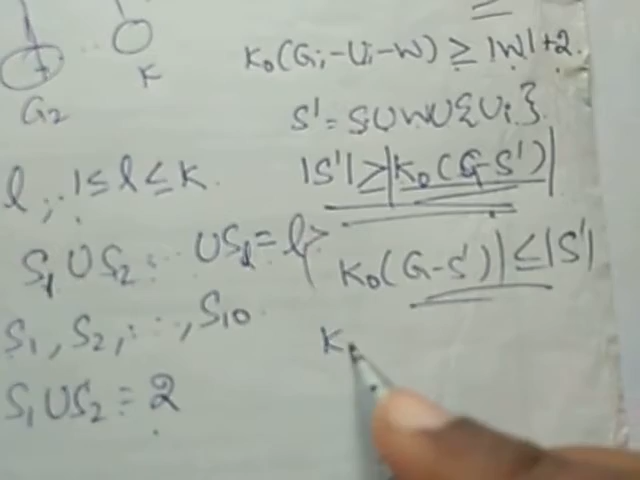 G2
K
K₀(Gᵢ-Uᵢ-W) ≥ |W|+2
S' = S∪W∪{Uᵢ}
l, 1≤l≤K
|S'| ≥ |K₀(G-S')|
S₁∪S₂ ... ∪Sₗ = l
K₀(G-S')| ≤ |S'|
S₁, S₂, ..., S₁₀
K
S₁∪S₂ = 2